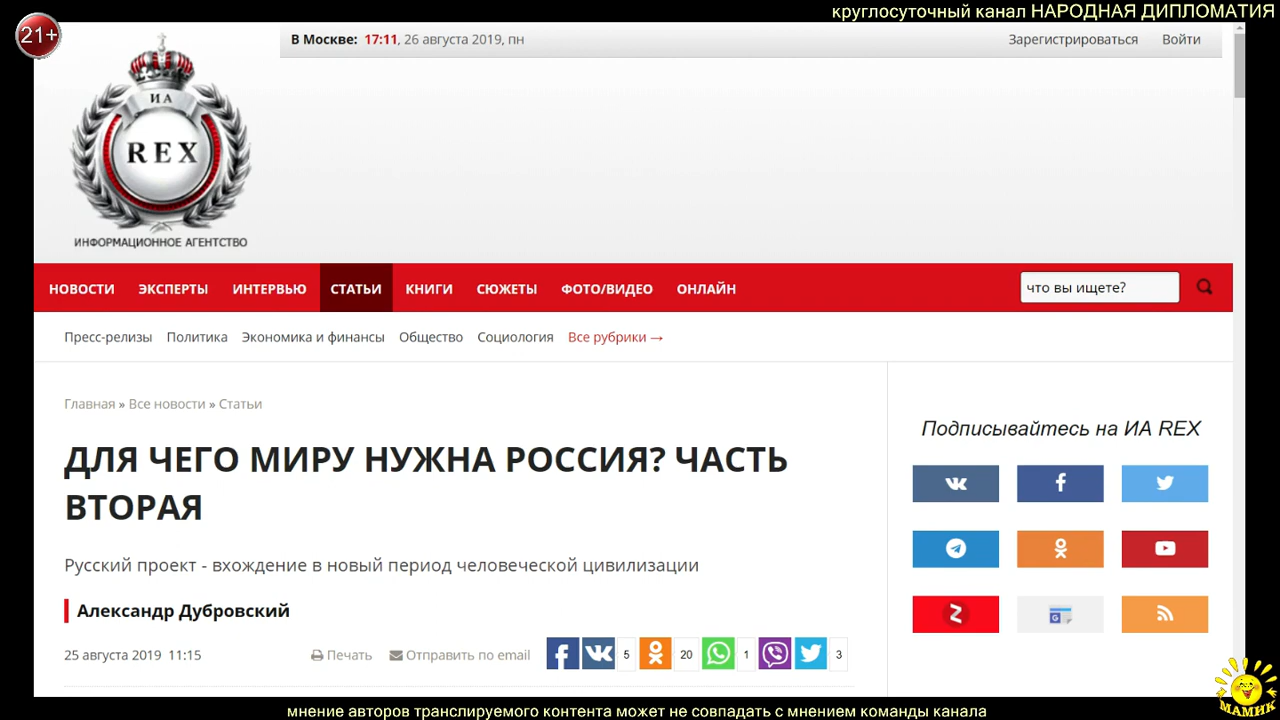 круглосуточный канал НАРОДНАЯ ДИПЛОМАТИЯ
21+
В Москве: 17:11, 26 августа 2019, пн
Зарегистрироваться Войти
ИА
REX
ИНФОРМАЦИОННОЕ АГЕНТСТВО
НОВОСТИ ЭКСПЕРТЫ ИНТЕРВЬЮ СТАТЬИ КНИГИ СЮЖЕТЫ ФОТО/ВИДЕО ОНЛАЙН
что вы ищете?
Пресс-релизы Политика Экономика и финансы Общество Социология Все рубрики →
Главная » Все новости » Статьи
ДЛЯ ЧЕГО МИРУ НУЖНА РОССИЯ? ЧАСТЬ
ВТОРАЯ
Русский проект - вхождение в новый период человеческой цивилизации
Александр Дубровский
25 августа 2019 11:15
Печать Отправить по email
5 20 1 3
Подписывайтесь на ИА REX
МАМИК
мнение авторов транслируемого контента может не совпадать с мнением команды канала